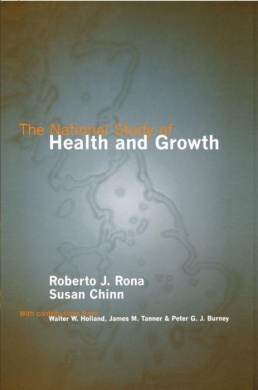 The National Study of
Health and Growth
Roberto J. Rona
Susan Chinn
With contributions from
Walter W. Holland, James M. Tanner & Peter G. J. Burney